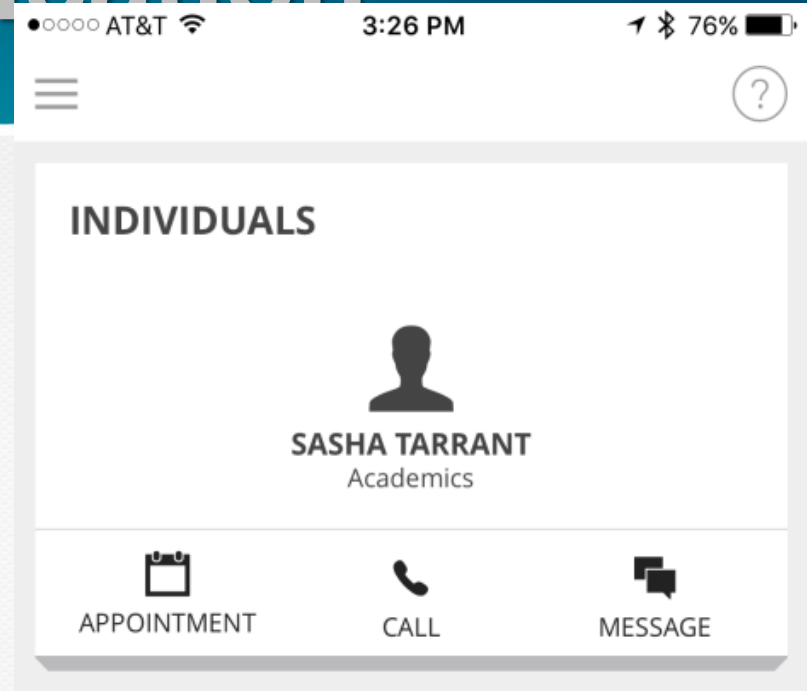 AT&T 3:26 PM 76%
?
INDIVIDUALS
SASHA TARRANT
Academics
APPOINTMENT CALL MESSAGE